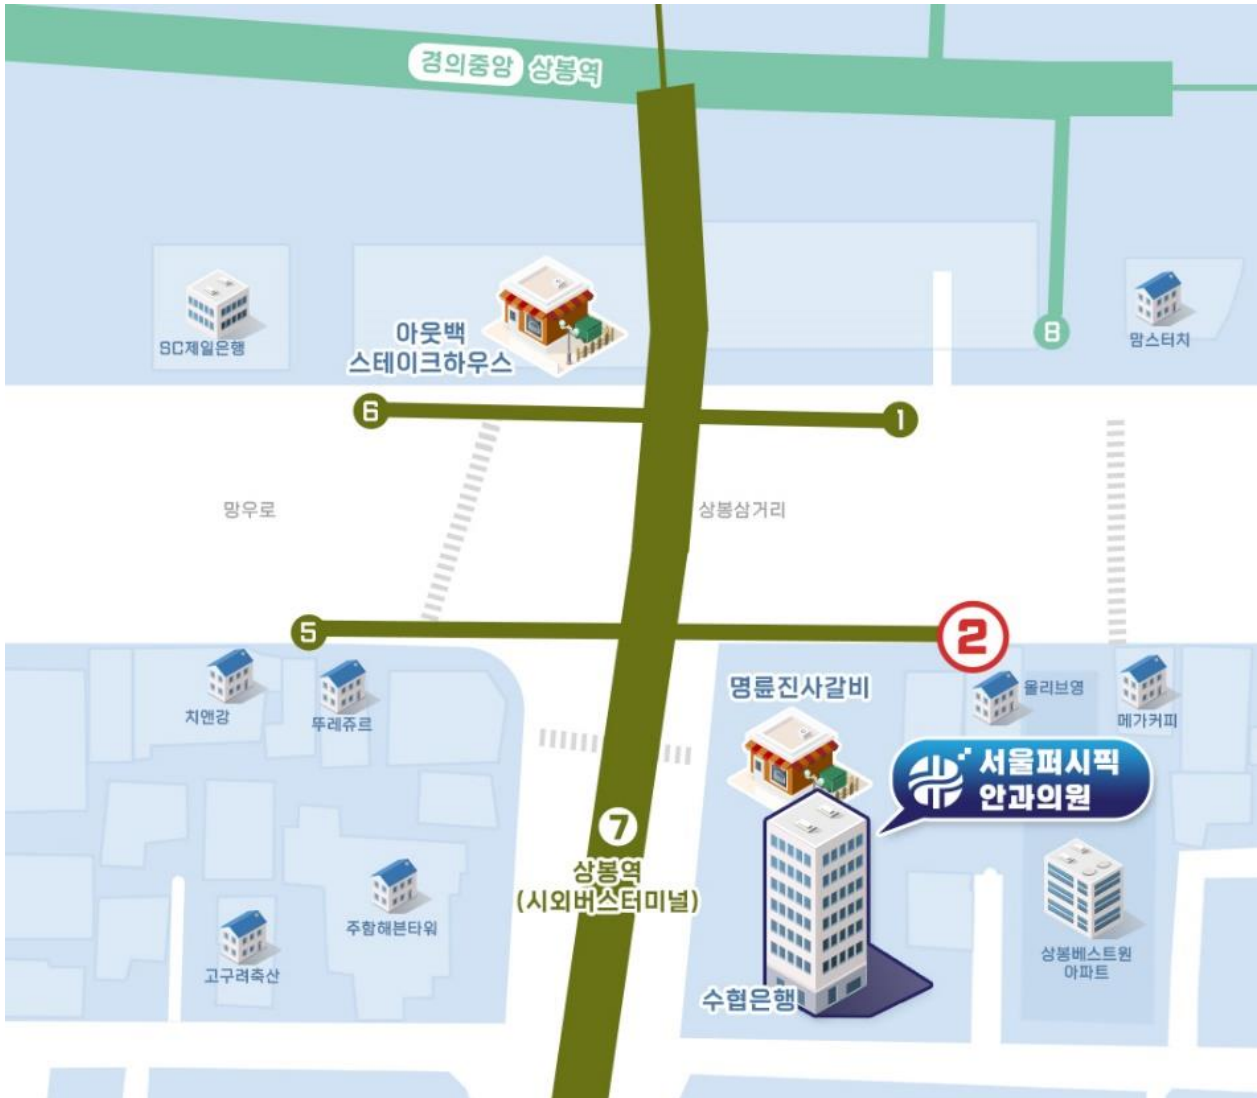 경의중앙 상봉역
SC제일은행
아웃백
스테이크하우스
8
맘스터치
6
1
망우로
상봉삼거리
5
2
치앤강
뚜레쥬르
명륜진사갈비
올리브영
메가커피
서울퍼시픽
안과의원
7
상봉역
(시외버스터미널)
주함해븐타워
고구려축산
수협은행
상봉베스트원
아파트